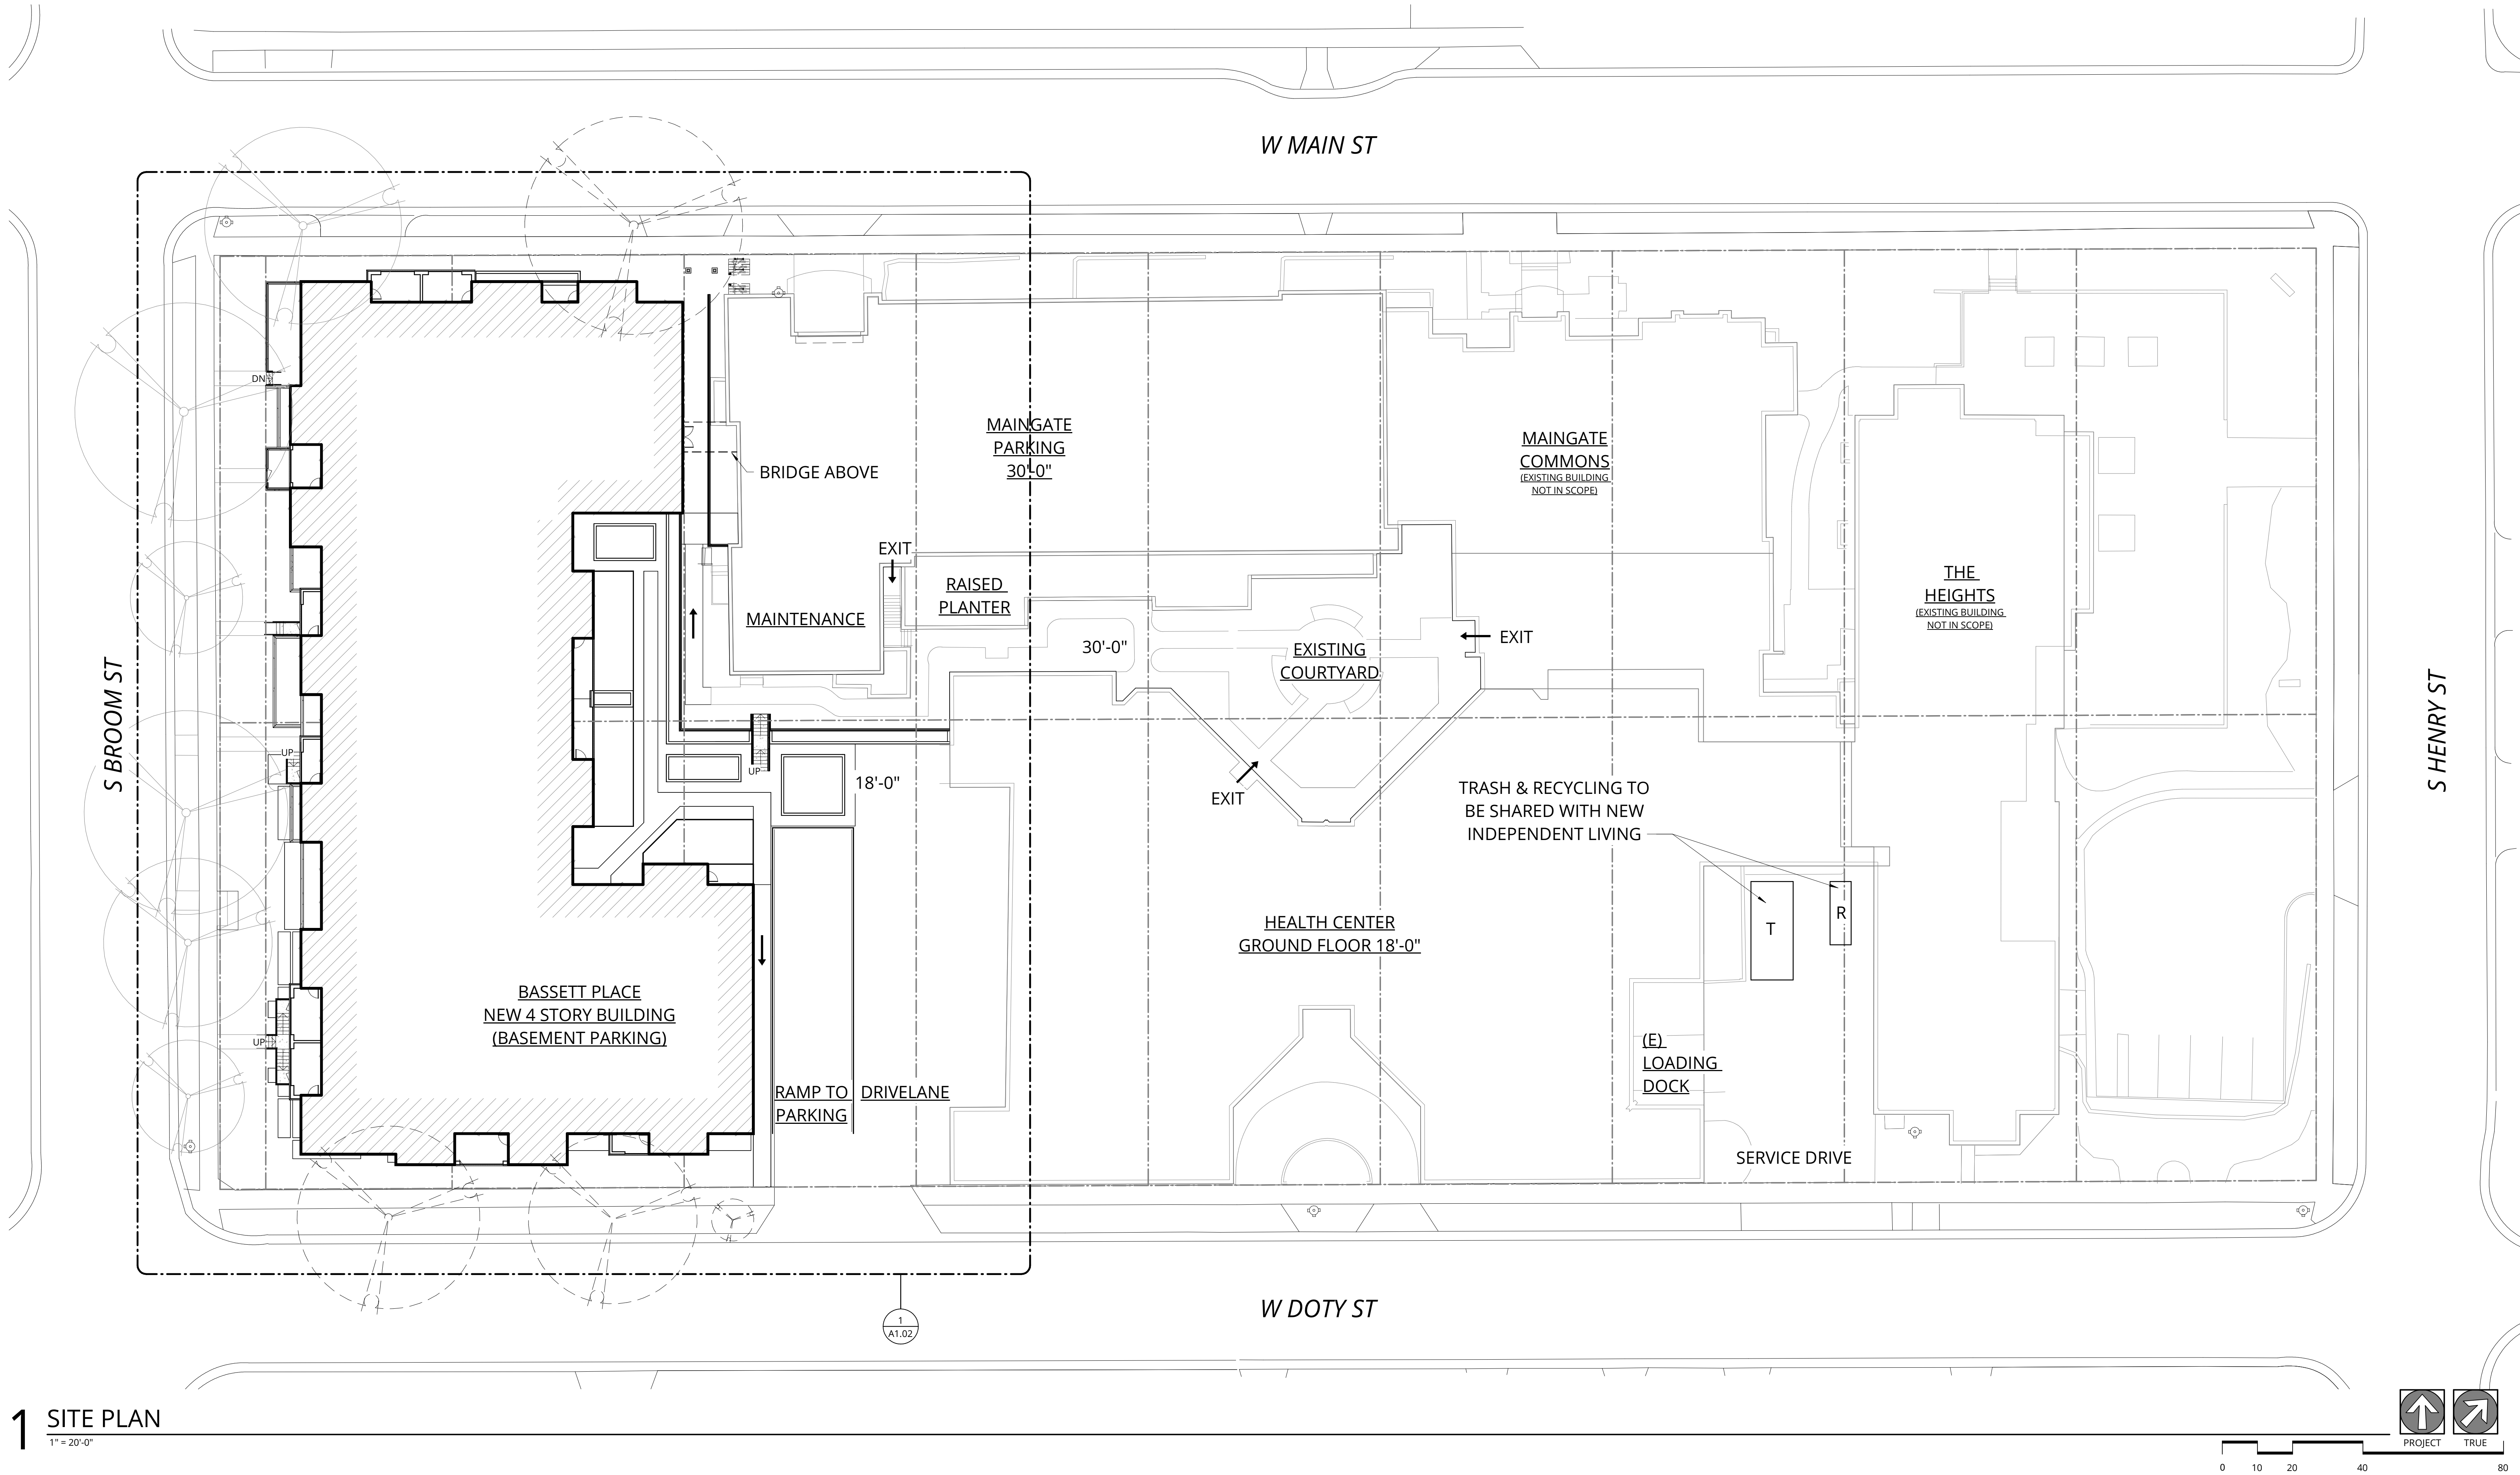 W MAIN ST
DN
BRIDGE ABOVE
MAINGATE
PARKING
30'-0"
MAINGATE
COMMONS
(EXISTING BUILDING
NOT IN SCOPE)
EXIT
RAISED
PLANTER
MAINTENANCE
30'-0"
EXISTING
COURTYARD
EXIT
THE
HEIGHTS
(EXISTING BUILDING
NOT IN SCOPE)
S BROOM ST
S HENRY ST
UP
UP
18'-0"
EXIT
TRASH & RECYCLING TO
BE SHARED WITH NEW
INDEPENDENT LIVING
T
R
HEALTH CENTER
GROUND FLOOR 18'-0"
BASSETT PLACE
NEW 4 STORY BUILDING
(BASEMENT PARKING)
UP
(E)
LOADING
DOCK
RAMP TO
PARKING
DRIVELANE
SERVICE DRIVE
W DOTY ST
1
A1.02
1
SITE PLAN
1" = 20'-0"
PROJECT
TRUE
0 10 20 40 80